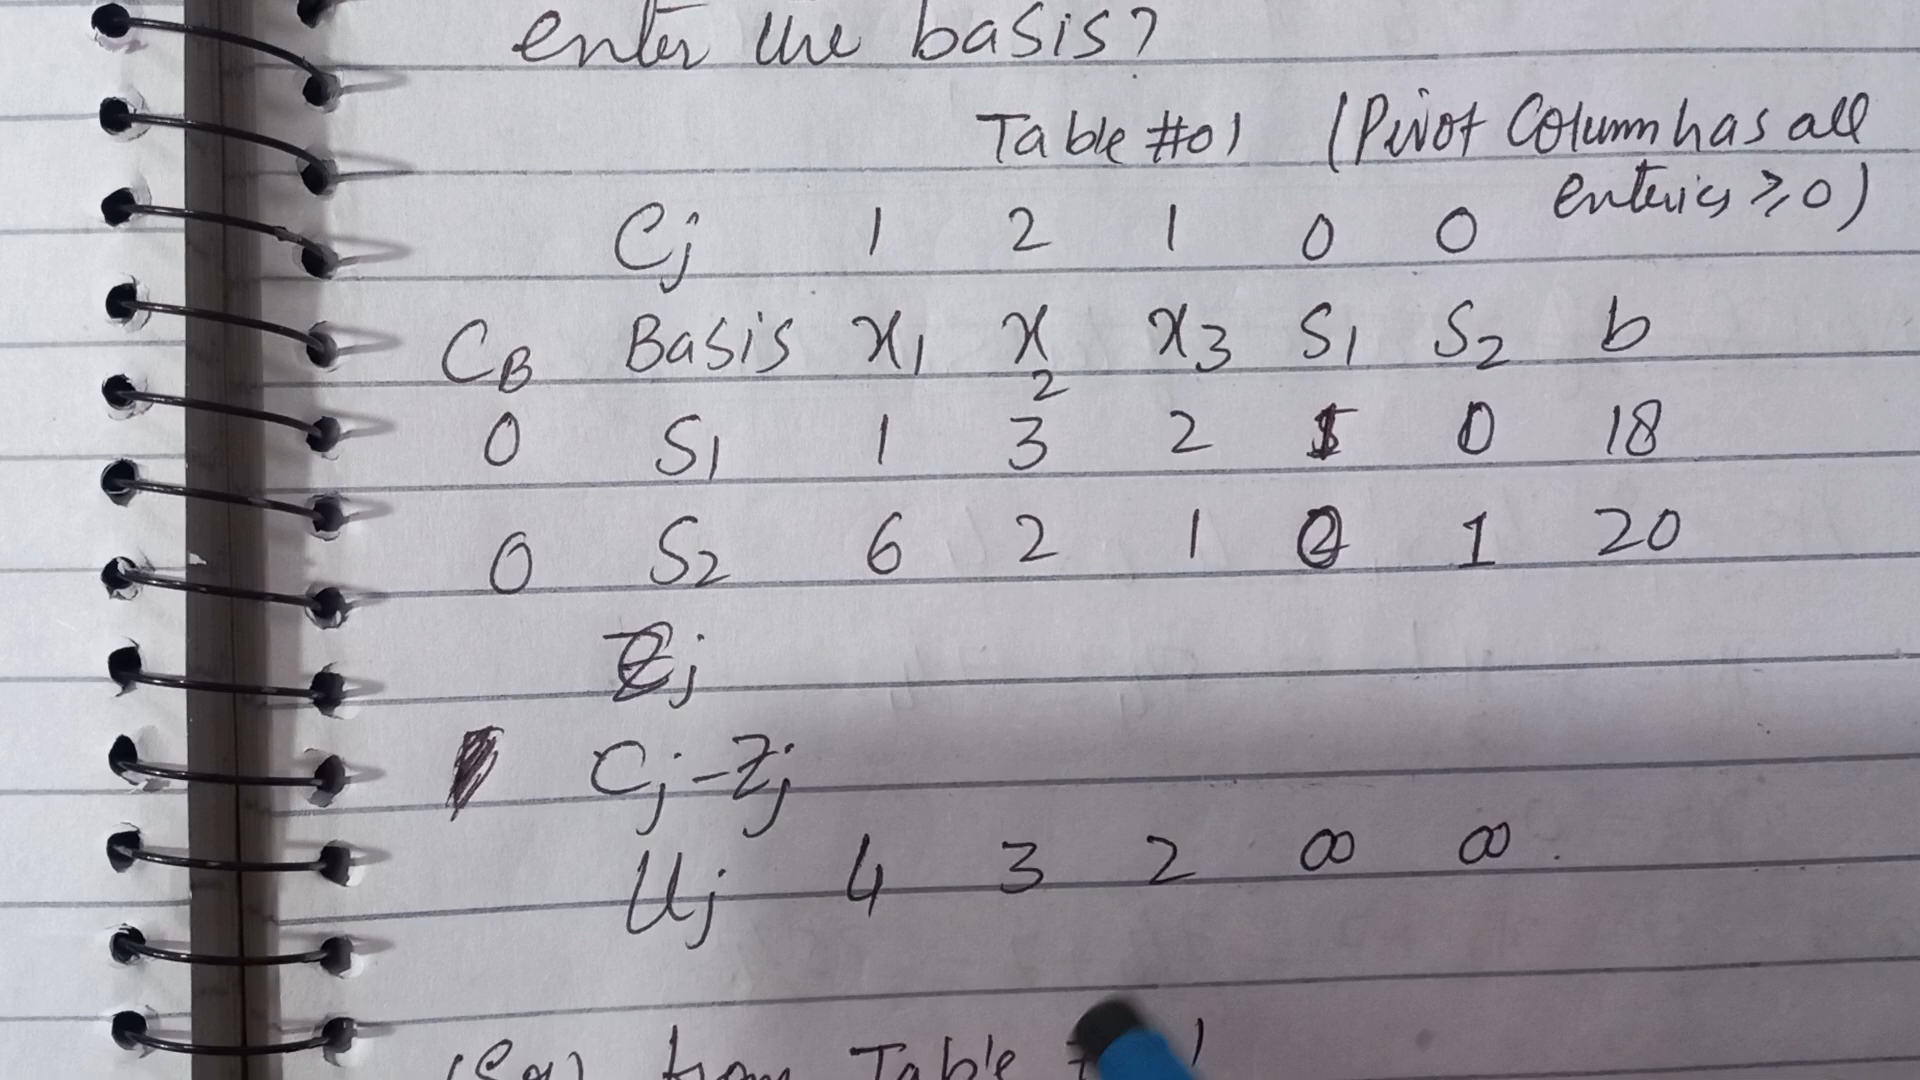 enter the basis?
Table #01 (Pivot Column has all
enteries ≥ 0)
Cj 1 2 1 0 0
CB Basis x1 x2 x3 S1 S2 b
0 S1 1 3 2 1 0 18
0 S2 6 2 1 0 1 20
Zj
Cj-Zj
Uj 4 3 2 ∞ ∞
from Table